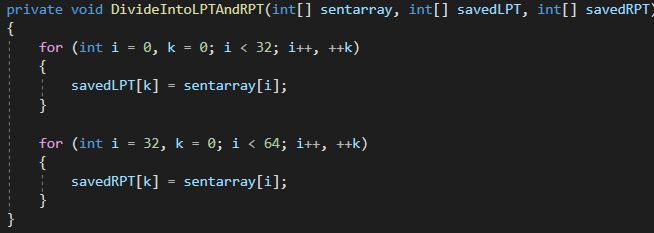 private void DivideIntoLPTAndRPT(int[] sentarray, int[] savedLPT, int[] savedRPT)
{
for (int i = 0, k = 0; i < 32; i++, ++k)
{
savedLPT[k] = sentarray[i];
}
for (int i = 32, k = 0; i < 64; i++, ++k)
{
savedRPT[k] = sentarray[i];
}
}